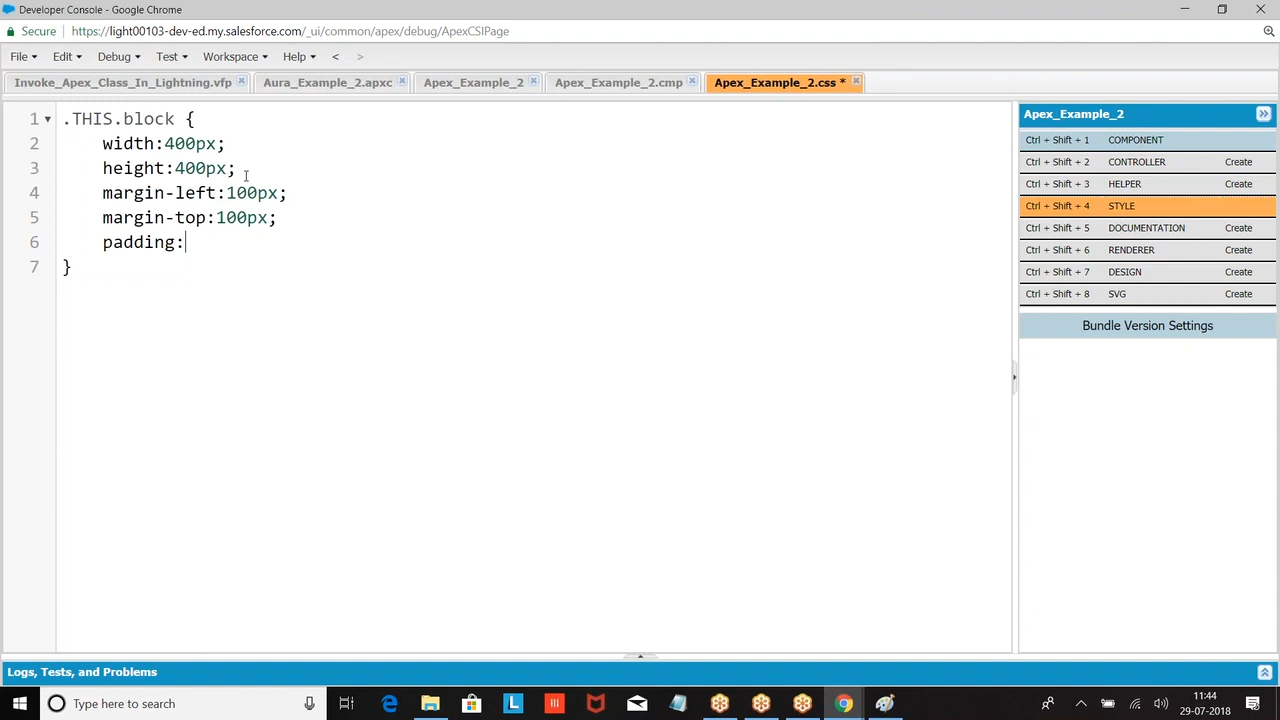 Developer Console - Google Chrome
Secure https://light00103-dev-ed.my.salesforce.com/_ui/common/apex/debug/ApexCSIPage
File Edit Debug Test Workspace Help < >
Invoke_Apex_Class_In_Lightning.vfp Aura_Example_2.apxc Apex_Example_2 Apex_Example_2.cmp Apex_Example_2.css *
1 .THIS.block {
2 width:400px;
3 height:400px;
4 margin-left:100px;
5 margin-top:100px;
6 padding:
7 }
Apex_Example_2
Ctrl + Shift + 1 COMPONENT
Ctrl + Shift + 2 CONTROLLER Create
Ctrl + Shift + 3 HELPER Create
Ctrl + Shift + 4 STYLE
Ctrl + Shift + 5 DOCUMENTATION Create
Ctrl + Shift + 6 RENDERER Create
Ctrl + Shift + 7 DESIGN Create
Ctrl + Shift + 8 SVG Create
Bundle Version Settings
Logs, Tests, and Problems
Type here to search
11:44
29-07-2018